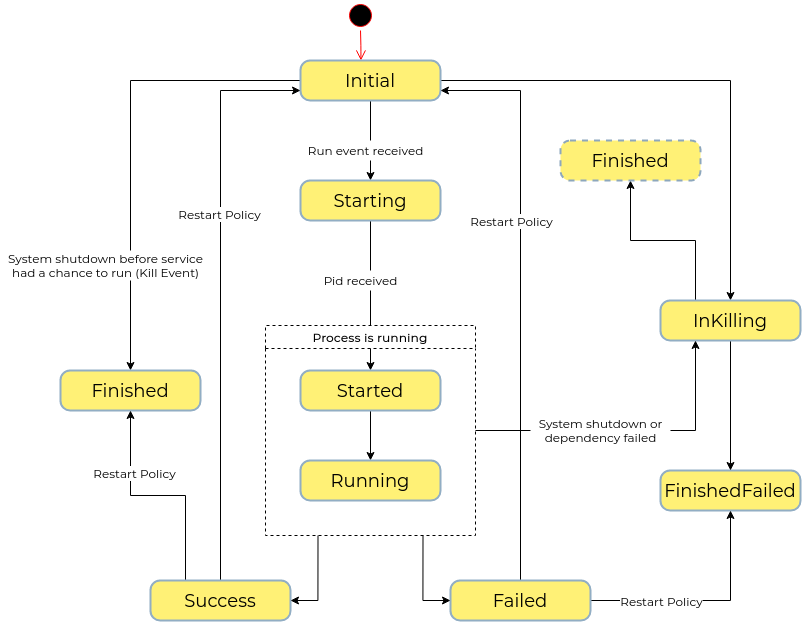 Initial
Run event received
Finished
Starting
Restart Policy
Restart Policy
System shutdown before service
had a chance to run (Kill Event)
Pid received
InKilling
Process is running
Finished
Started
System shutdown or
dependency failed
Restart Policy
Running
FinishedFailed
Success
Failed
Restart Policy